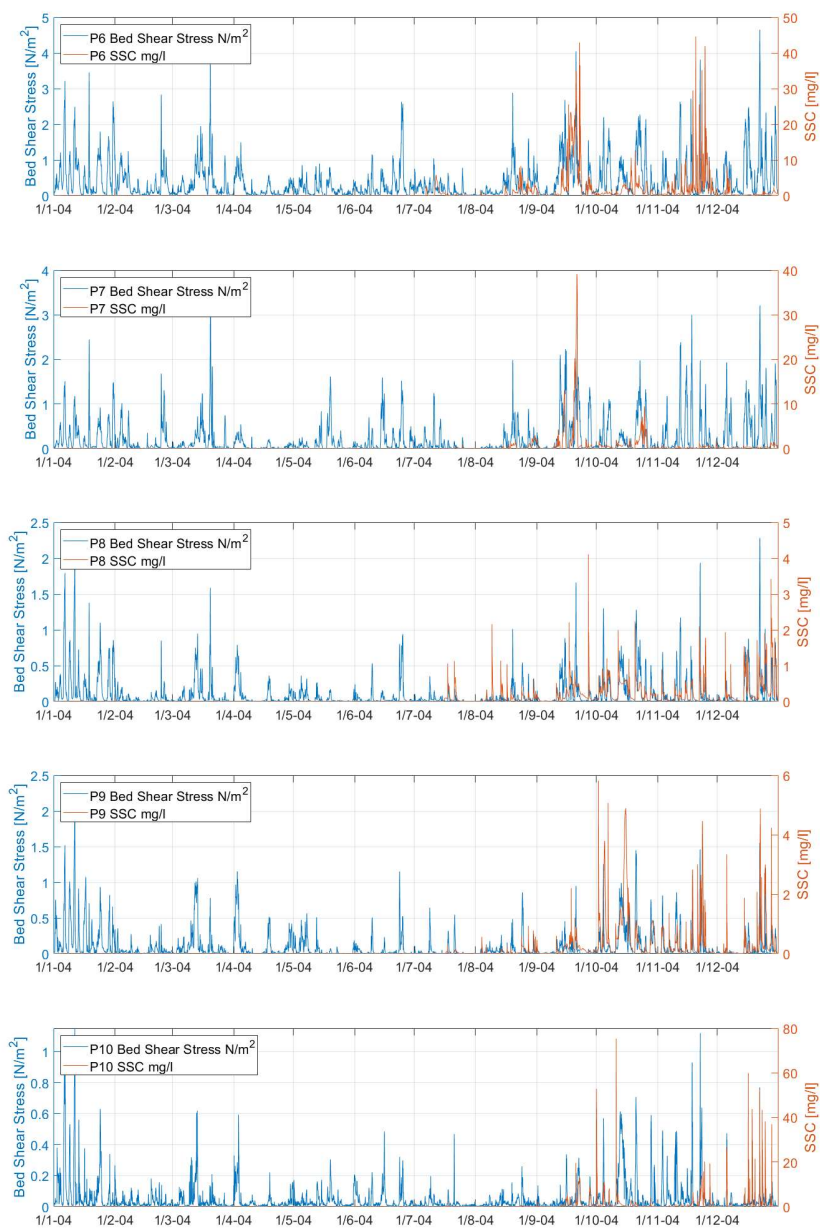 5
50
P6 Bed Shear Stress N/m²
P6 SSC mg/l
4
40
3
30
2
20
1
10
0
0
Bed Shear Stress [N/m²]
SSC [mg/l]
1/1-04 1/2-04 1/3-04 1/4-04 1/5-04 1/6-04 1/7-04 1/9-04 1/10-04 1/11-04 1/12-04
4
40
P7 Bed Shear Stress N/m²
P7 SSC mg/l
3
30
2
20
1
10
0
0
Bed Shear Stress [N/m²]
SSC [mg/l]
1/1-04 1/2-04 1/3-04 1/4-04 1/5-04 1/6-04 1/7-04 1/9-04 1/10-04 1/11-04 1/12-04
2.5
5
P8 Bed Shear Stress N/m²
P8 SSC mg/l
2
4
1.5
3
1
2
0.5
1
0
0
Bed Shear Stress [N/m²]
SSC [mg/l]
1/1-04 1/2-04 1/3-04 1/4-04 1/5-04 1/6-04 1/7-04 1/9-04 1/10-04 1/11-04 1/12-04
2.5
6
P9 Bed Shear Stress N/m²
P9 SSC mg/l
2
1.5
4
1
2
0.5
0
0
Bed Shear Stress [N/m²]
SSC [mg/l]
1/1-04 1/2-04 1/3-04 1/4-04 1/5-04 1/6-04 1/7-04 1/9-04 1/10-04 1/11-04 1/12-04
80
P10 Bed Shear Stress N/m²
P10 SSC mg/l
1
0.8
60
0.6
40
0.4
20
0.2
0
0
Bed Shear Stress [N/m²]
SSC [mg/l]
1/1-04 1/2-04 1/3-04 1/4-04 1/5-04 1/6-04 1/7-04 1/9-04 1/10-04 1/11-04 1/12-04